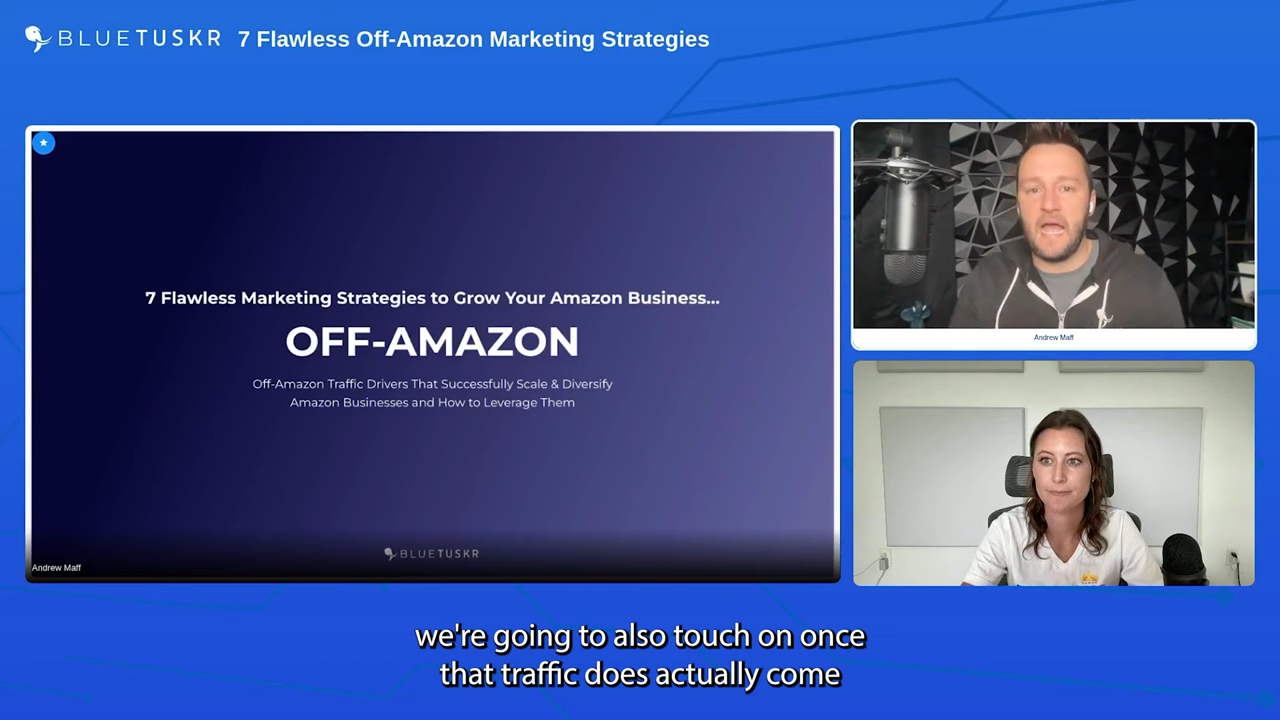 BLUETUSKR 7 Flawless Off-Amazon Marketing Strategies
7 Flawless Marketing Strategies to Grow Your Amazon Business...
OFF-AMAZON
Off-Amazon Traffic Drivers That Successfully Scale & Diversify
Amazon Businesses and How to Leverage Them
BLUETUSKR
Andrew Maff
Andrew Maff
we're going to also touch on once
that traffic does actually come